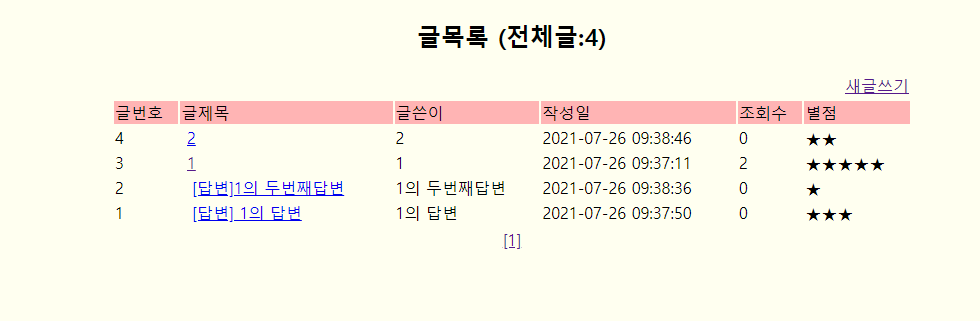 글목록 (전체글:4)
새글쓰기
글번호 글제목 글쓴이 작성일 조회수 별점
4 2 2 2021-07-26 09:38:46 0 ★★
3 1 1 2021-07-26 09:37:11 2 ★★★★★
2 [답변]1의 두번째답변 1의 두번째답변 2021-07-26 09:38:36 0 ★
1 [답변] 1의 답변 1의 답변 2021-07-26 09:37:50 0 ★★★
[1]